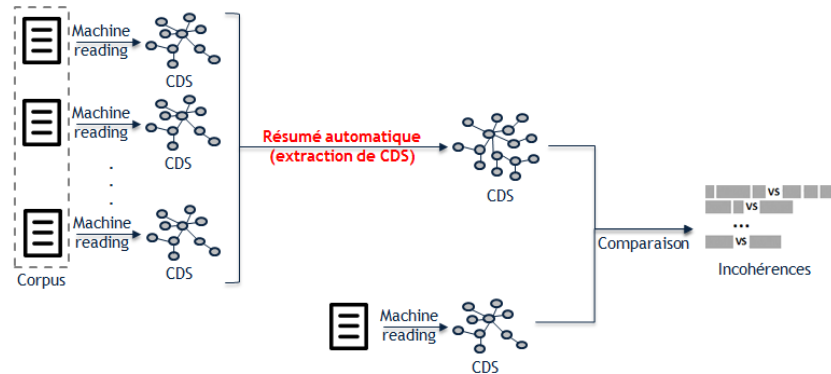 Machine
reading
CDS
Machine
reading
CDS
.
.
.
Machine
reading
CDS
Corpus
Résumé automatique
(extraction de CDS)
CDS
Machine
reading
CDS
Comparaison
vs
vs
...
vs
Incohérences